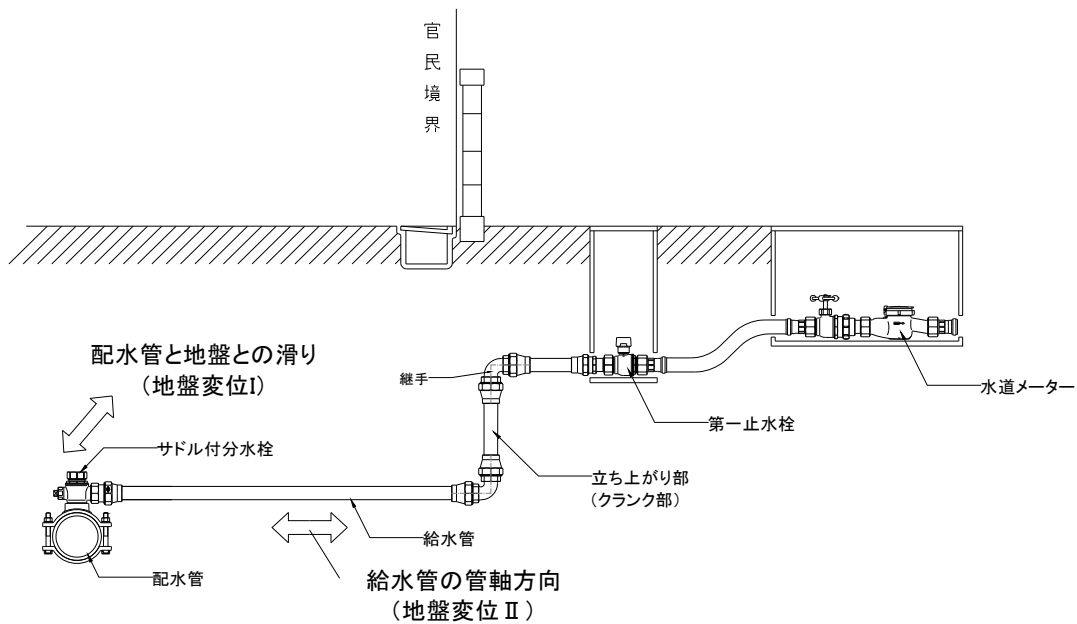 官民境界
配水管と地盤との滑り
(地盤変位I)
継手
水道メーター
第一止水栓
サドル付分水栓
立ち上がり部
(クランク部)
給水管
配水管
給水管の管軸方向
(地盤変位Ⅱ)